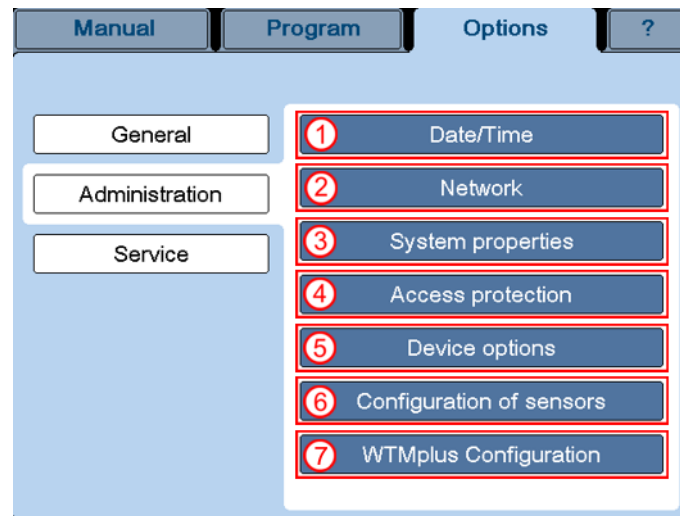 Manual Program Options ?
General
Administration
Service
1 Date/Time
2 Network
3 System properties
4 Access protection
5 Device options
6 Configuration of sensors
7 WTMplus Configuration